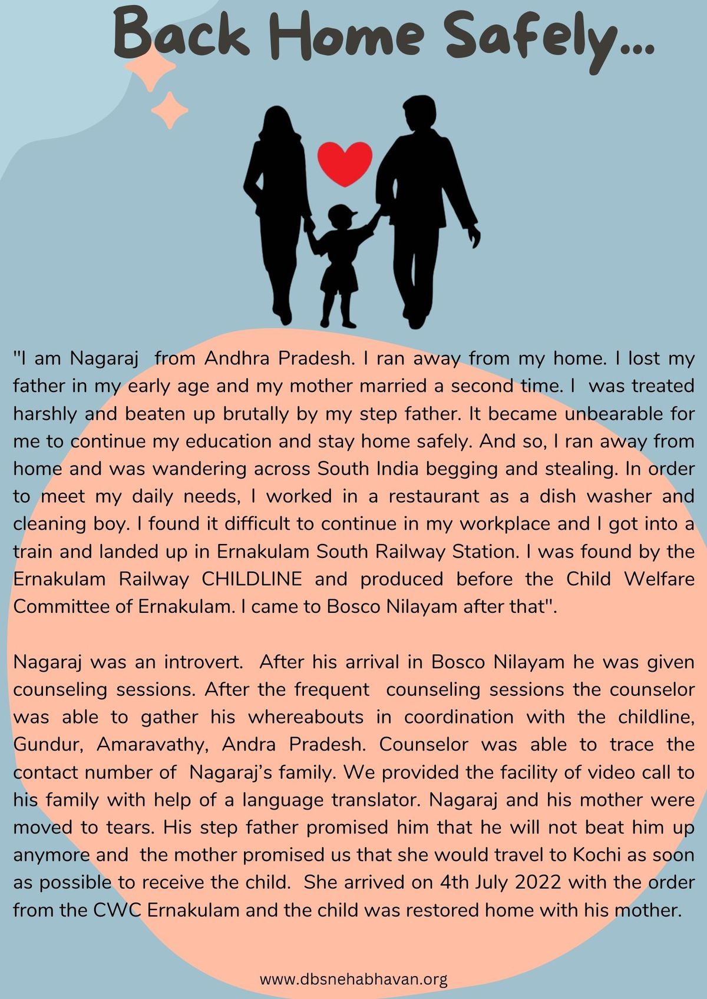 Back Home Safely...
"I am Nagaraj from Andhra Pradesh. I ran away from my home. I lost my
father in my early age and my mother married a second time. I was treated
harshly and beaten up brutally by my step father. It became unbearable for
me to continue my education and stay home safely. And so, I ran away from
home and was wandering across South India begging and stealing. In order
to meet my daily needs, I worked in a restaurant as a dish washer and
cleaning boy. I found it difficult to continue in my workplace and I got into a
train and landed up in Ernakulam South Railway Station. I was found by the
Ernakulam Railway CHILDLINE and produced before the Child Welfare
Committee of Ernakulam. I came to Bosco Nilayam after that".
Nagaraj was an introvert. After his arrival in Bosco Nilayam he was given
counseling sessions. After the frequent counseling sessions the counselor
was able to gather his whereabouts in coordination with the childline,
Gundur, Amaravathy, Andra Pradesh. Counselor was able to trace the
contact number of Nagaraj’s family. We provided the facility of video call to
his family with help of a language translator. Nagaraj and his mother were
moved to tears. His step father promised him that he will not beat him up
anymore and the mother promised us that she would travel to Kochi as soon
as possible to receive the child. She arrived on 4th July 2022 with the order
from the CWC Ernakulam and the child was restored home with his mother.
www.dbsnehabhavan.org